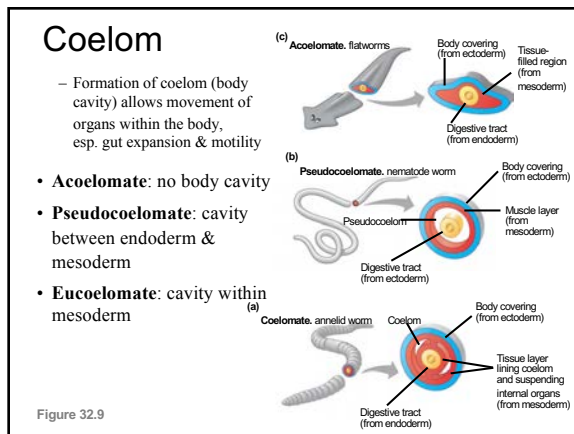 Coelom
– Formation of coelom (body
cavity) allows movement of
organs within the body,
esp. gut expansion & motility
• Acoelomate: no body cavity
• Pseudocoelomate: cavity
between endoderm &
mesoderm
• Eucoelomate: cavity within
mesoderm
Figure 32.9
(c)
Acoelomate. flatworms
Body covering
(from ectoderm)
Tissue-
filled region
(from
mesoderm)
Digestive tract
(from endoderm)
(b)
Pseudocoelomate. nematode worm
Body covering
(from ectoderm)
Pseudocoelom
Muscle layer
(from
mesoderm)
Digestive tract
(from ectoderm)
(a)
Coelomate. annelid worm
Coelom
Body covering
(from ectoderm)
Tissue layer
lining coelom
and suspending
internal organs
(from mesoderm)
Digestive tract
(from endoderm)